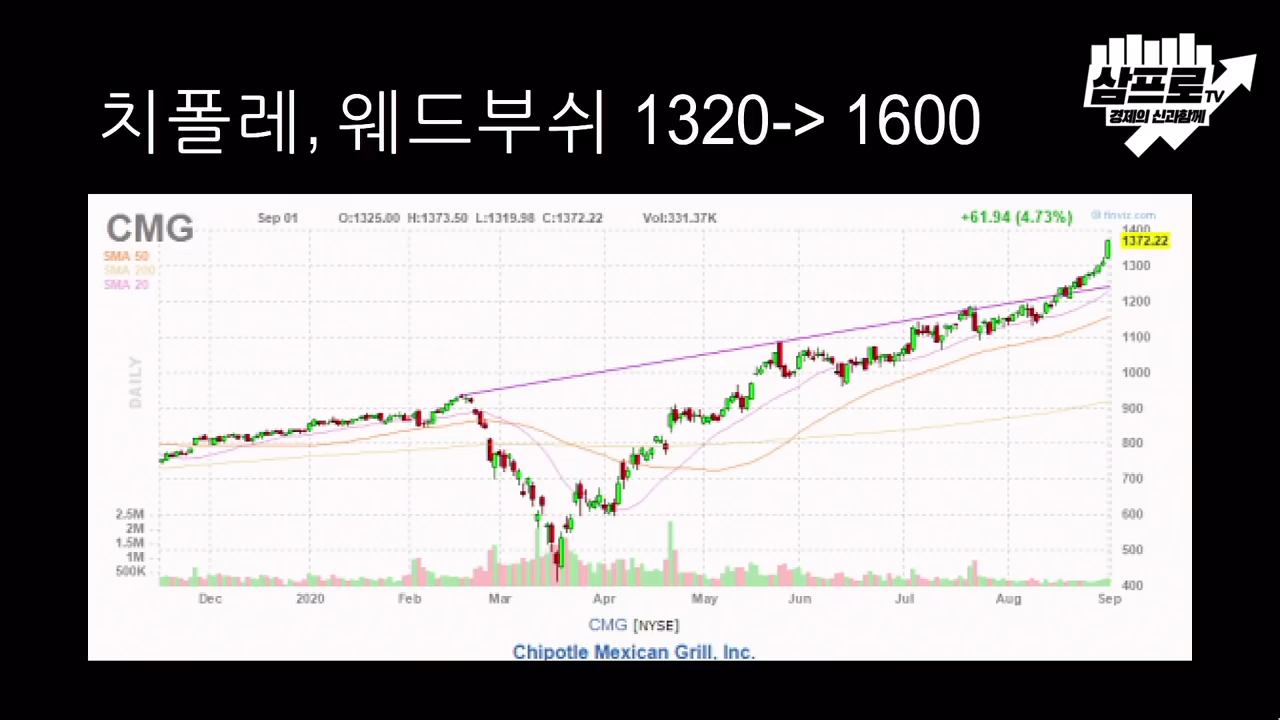 치폴레, 웨드부쉬 1320-> 1600
삼프로TV
경제의 신과함께
CMG
Sep 01 O:1325.00 H:1373.50 L:1319.98 C:1372.22 Vol:331.37K +61.94 (4.73%) © finviz.com
SMA 50
SMA 200
SMA 20
DAILY
1400
1372.22
1300
1200
1100
1000
900
800
700
600
500
400
2.5M
2M
1.5M
1M
500K
Dec 2020 Feb Mar Apr May Jun Jul Aug Sep
CMG [NYSE]
Chipotle Mexican Grill, Inc.